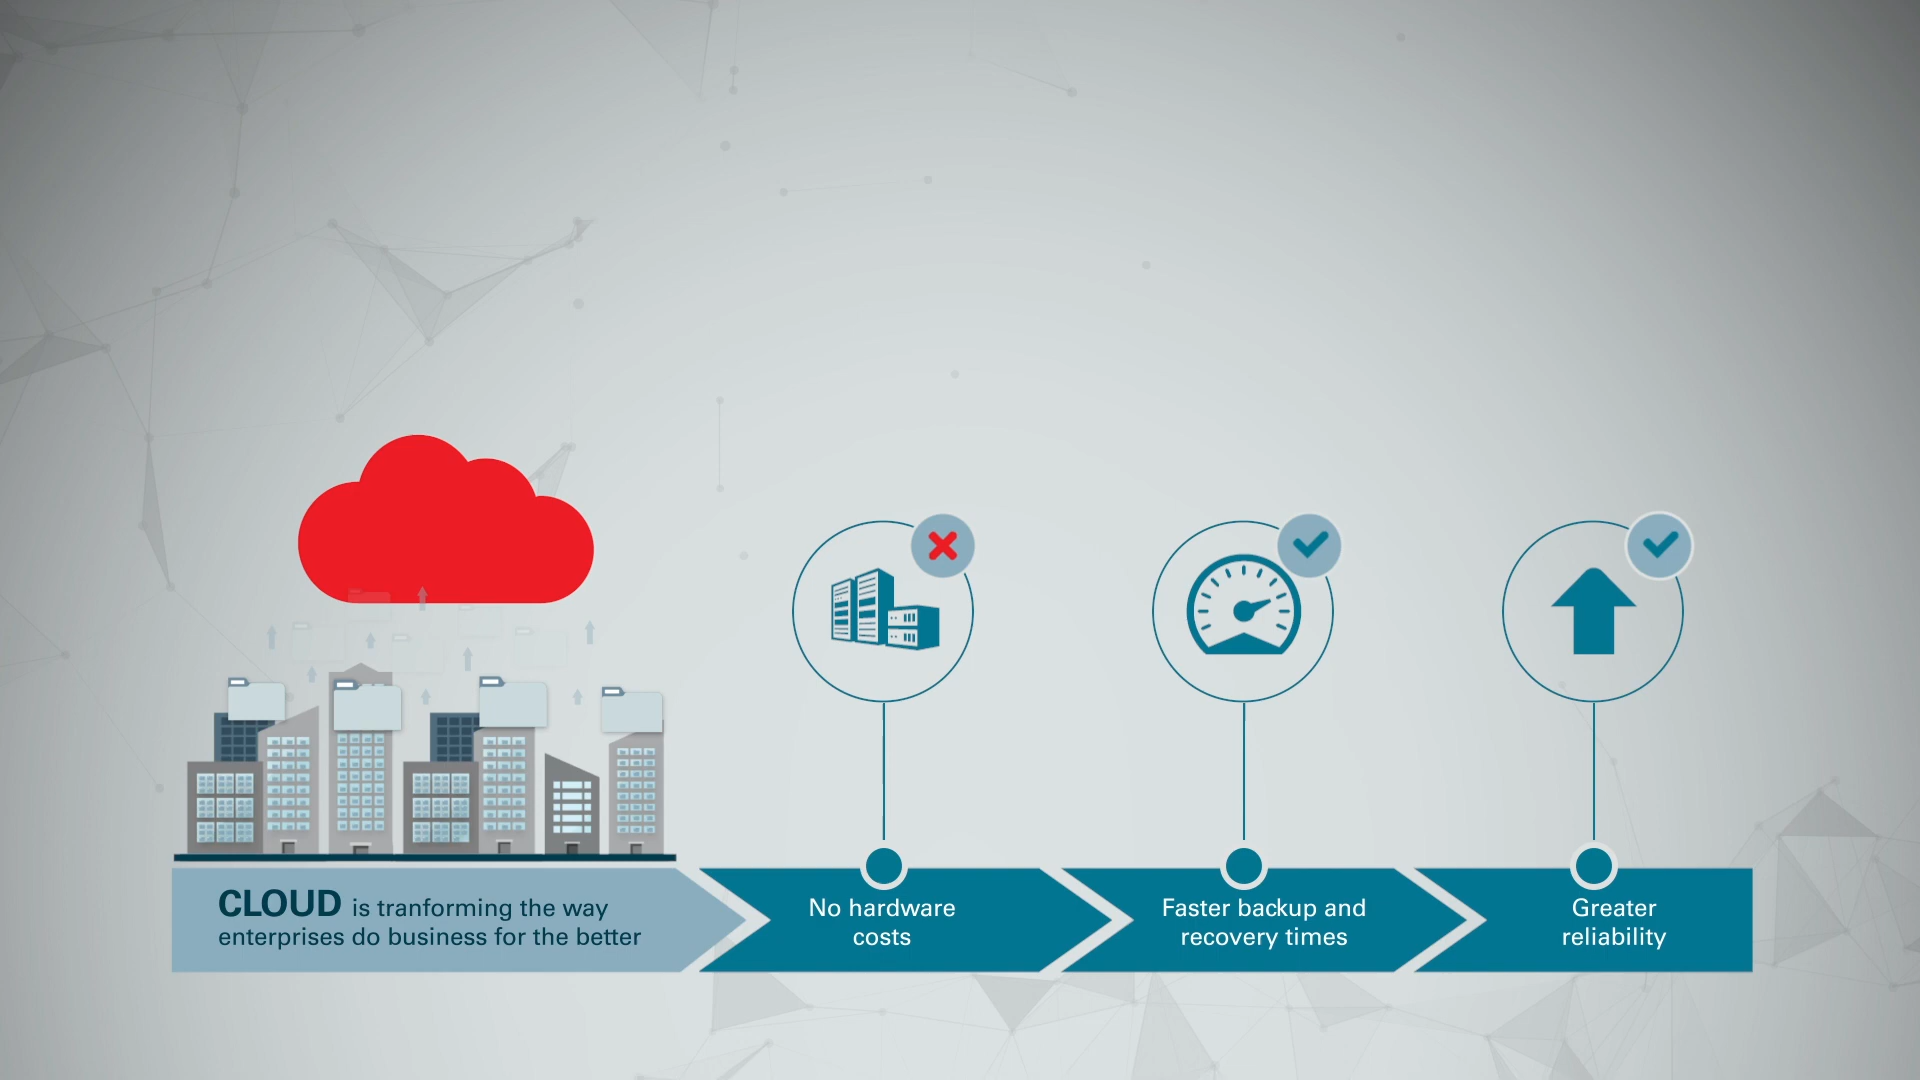 CLOUD is tranforming the way
enterprises do business for the better
No hardware
costs
Faster backup and
recovery times
Greater
reliability